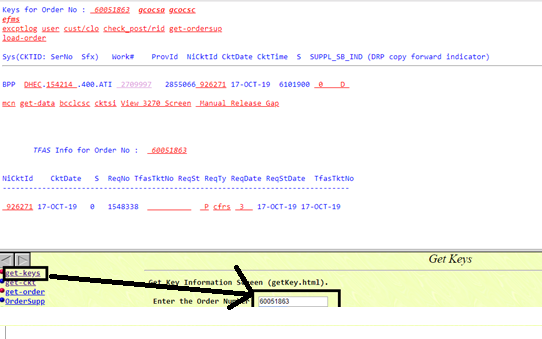 Keys for Order No : 60051863 gcocsa gcocsc
efms
excptlog user cust/clo check_post/rid get-ordersup
load-order
Sys(CKTID: SerNo Sfx) Work# ProvId NiCktId CktDate CktTime S SUPPL_SB_IND (DRP copy forward indicator)
BPP DHEC.154214 .400.ATI 2709997 2855066 926271 17-OCT-19 6101900 0 D
mcn get-data bcclcsc cktsi View 3270 Screen Manual Release Gap
TFAS Info for Order No : 60051863
NiCktId CktDate S ReqNo TfasTktNo ReqSt ReqTy ReqDate ReqStDate TfasTktNo
926271 17-OCT-19 0 1548338 P cfrs 3 17-OCT-19 17-OCT-19
Get Keys
get-keys
get-ckt
get-order
OrderSupp
Get Key Information Screen (getKey.html).
Enter the Order Number 60051863